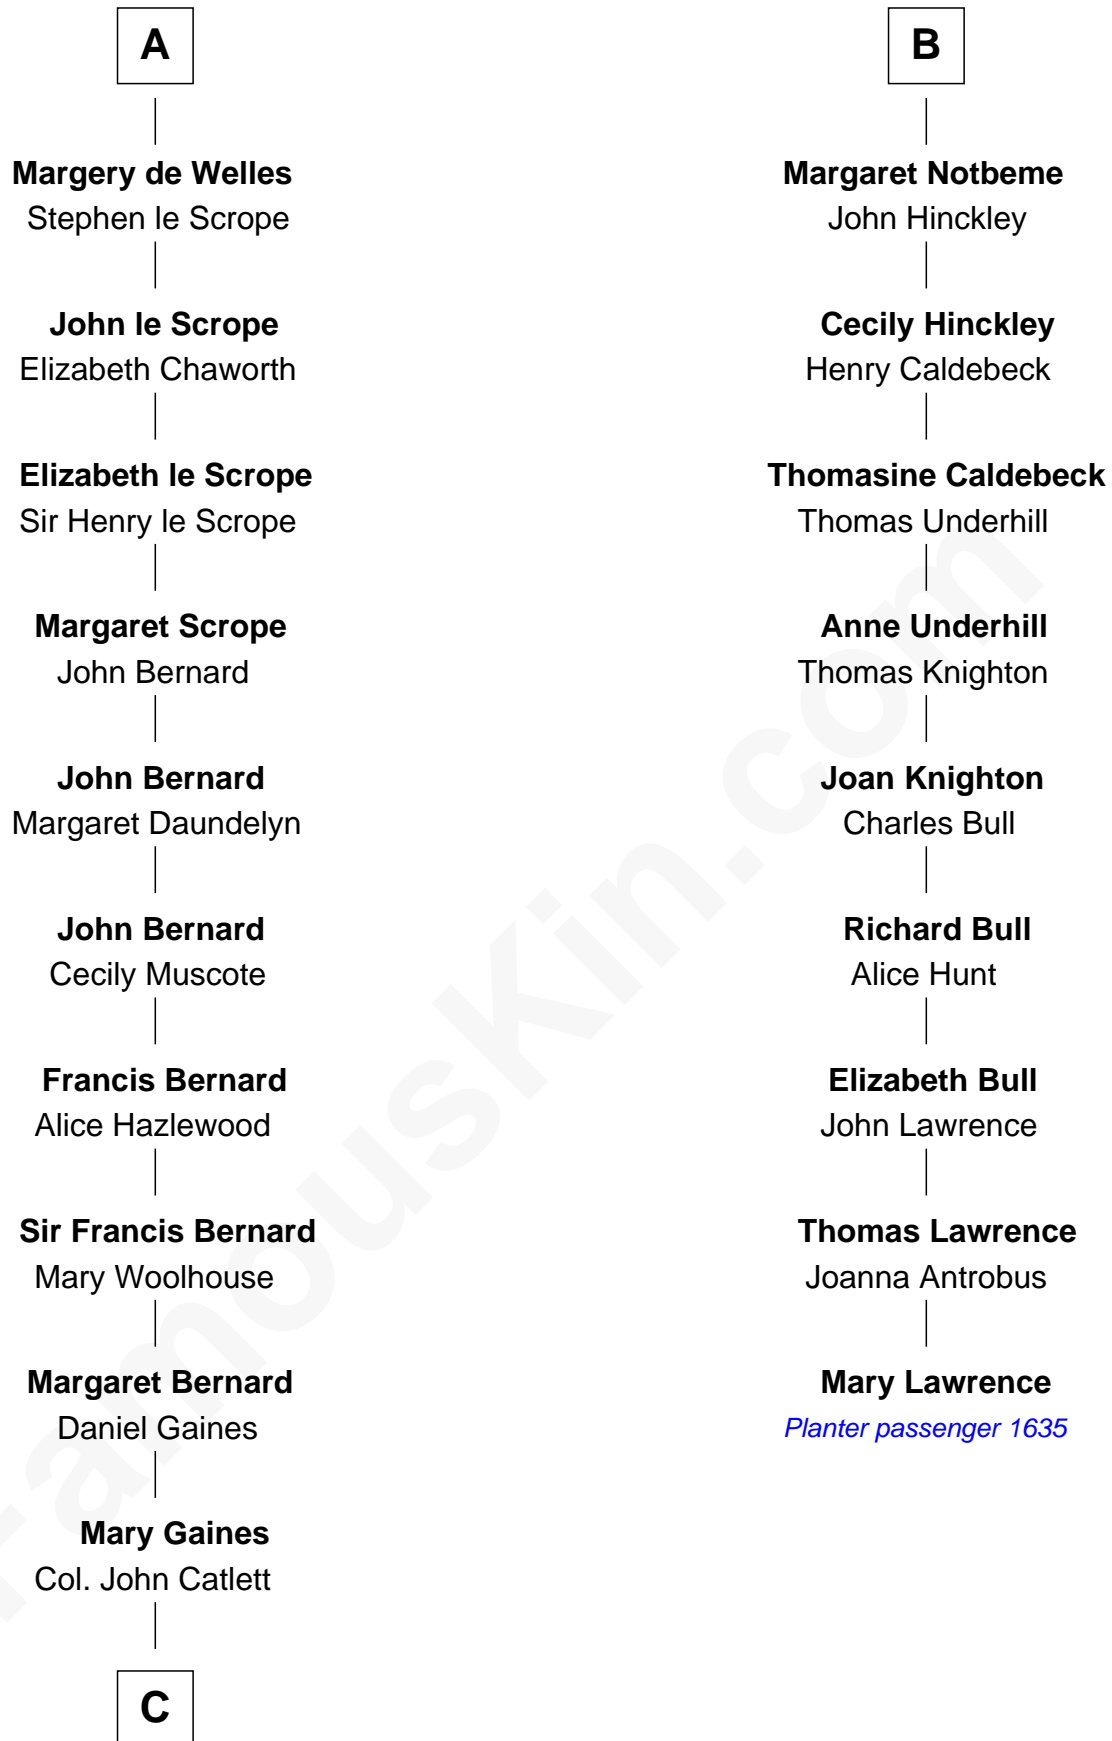 A
Margery de Welles
Stephen le Scrope
John le Scrope
Elizabeth Chaworth
Elizabeth le Scrope
Sir Henry le Scrope
Margaret Scrope
John Bernard
John Bernard
Margaret Daundelyn
John Bernard
Cecily Muscote
Francis Bernard
Alice Hazlewood
Sir Francis Bernard
Mary Woolhouse
Margaret Bernard
Daniel Gaines
Mary Gaines
Col. John Catlett
C
B
Margaret Notbeme
John Hinckley
Cecily Hinckley
Henry Caldebeck
Thomasine Caldebeck
Thomas Underhill
Anne Underhill
Thomas Knighton
Joan Knighton
Charles Bull
Richard Bull
Alice Hunt
Elizabeth Bull
John Lawrence
Thomas Lawrence
Joanna Antrobus
Mary Lawrence
Planter passenger 1635
FamousKin.com